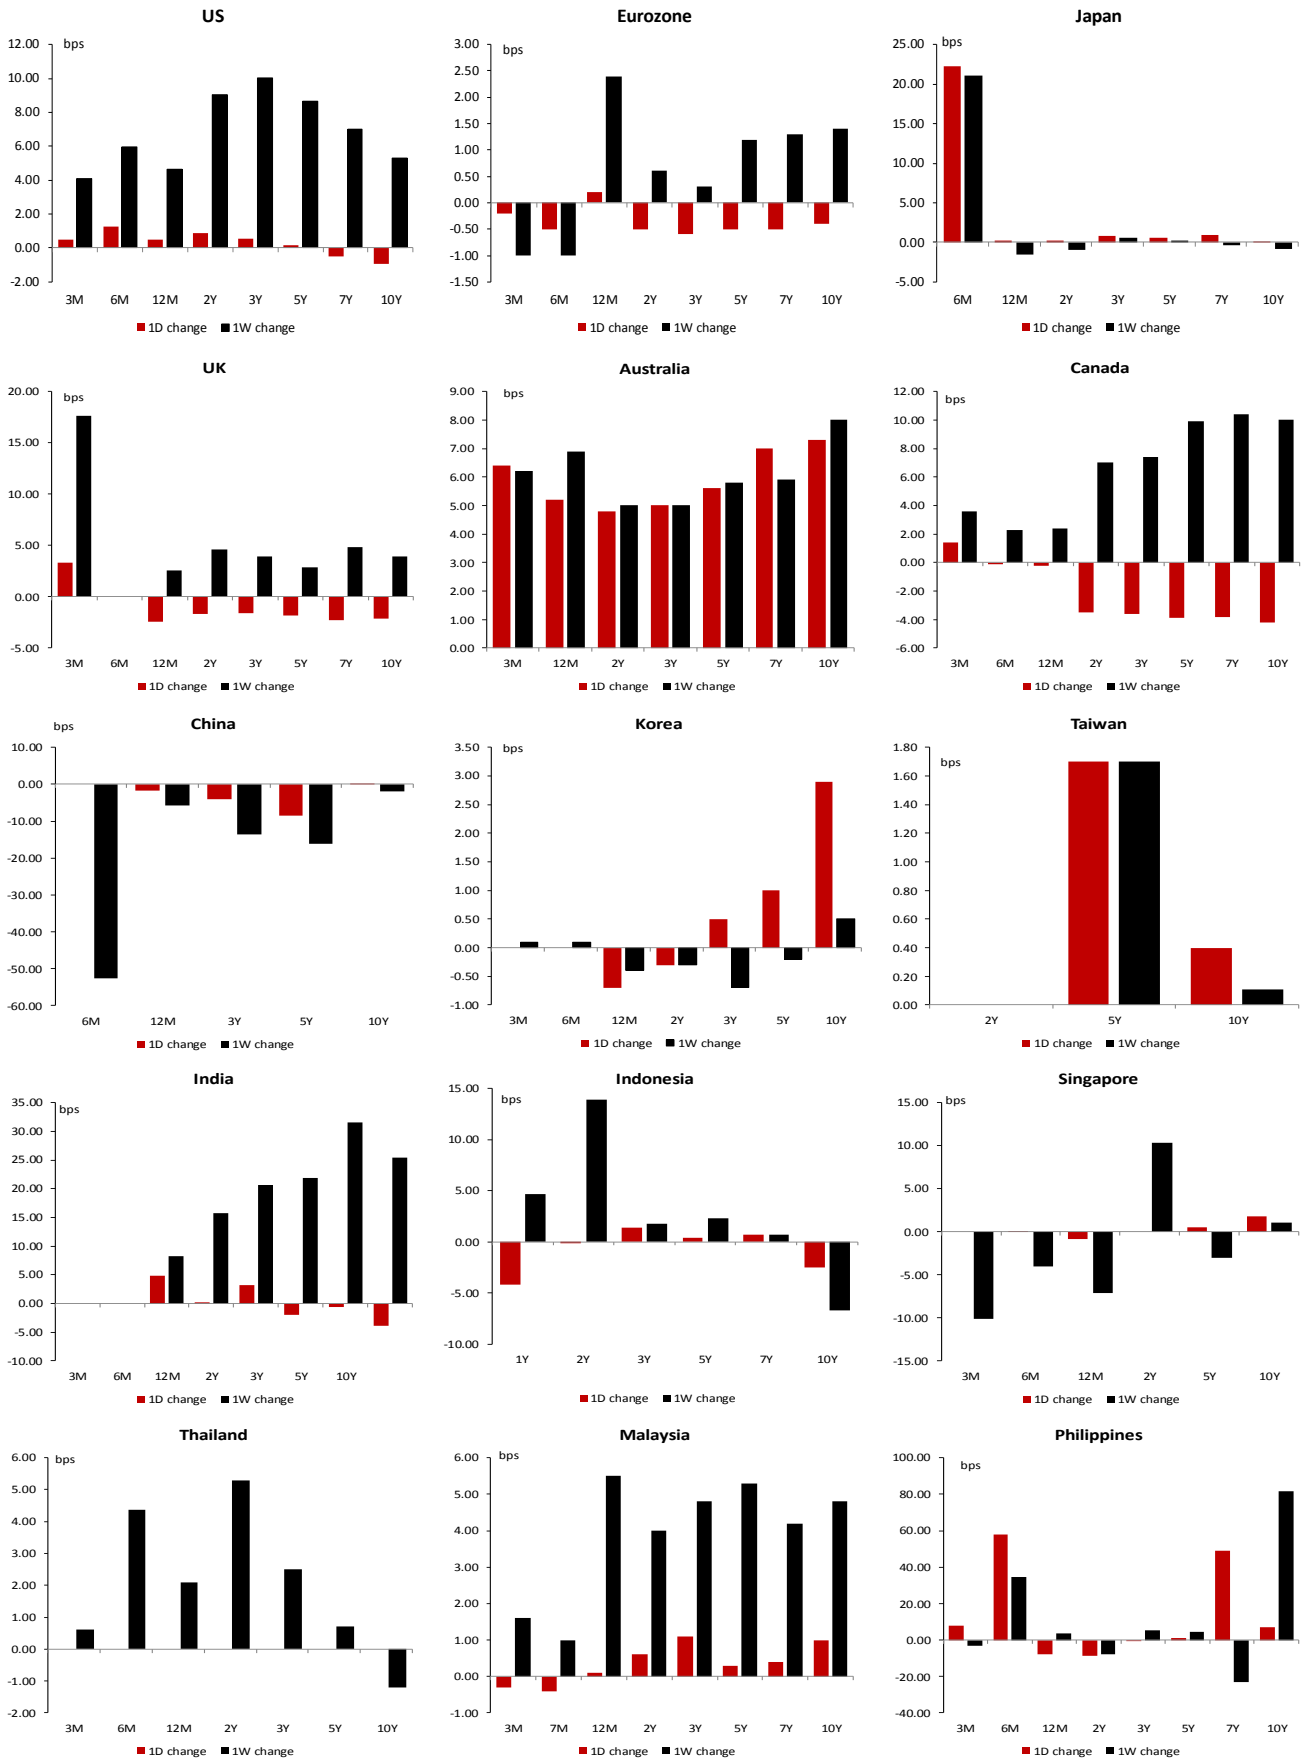 US
bps
12.00
10.00
8.00
6.00
4.00
2.00
0.00
-2.00
3M 6M 12M 2Y 3Y 5Y 7Y 10Y
1D change 1W change
Eurozone
bps
3.00
2.50
2.00
1.50
1.00
0.50
0.00
-0.50
-1.00
-1.50
3M 6M 12M 2Y 3Y 5Y 7Y 10Y
1D change 1W change
Japan
bps
25.00
20.00
15.00
10.00
5.00
0.00
-5.00
6M 12M 2Y 3Y 5Y 7Y 10Y
1D change 1W change
UK
bps
20.00
15.00
10.00
5.00
0.00
-5.00
3M 6M 12M 2Y 3Y 5Y 7Y 10Y
1D change 1W change
Australia
bps
9.00
8.00
7.00
6.00
5.00
4.00
3.00
2.00
1.00
0.00
3M 12M 2Y 3Y 5Y 7Y 10Y
1D change 1W change
Canada
bps
12.00
10.00
8.00
6.00
4.00
2.00
0.00
-2.00
-4.00
-6.00
3M 6M 12M 2Y 3Y 5Y 7Y 10Y
1D change 1W change
China
bps
10.00
0.00
-10.00
-20.00
-30.00
-40.00
-50.00
-60.00
6M 12M 3Y 5Y 10Y
1D change 1W change
Korea
bps
3.50
3.00
2.50
2.00
1.50
1.00
0.50
0.00
-0.50
-1.00
3M 6M 12M 2Y 3Y 5Y 10Y
1D change 1W change
Taiwan
bps
1.80
1.60
1.40
1.20
1.00
0.80
0.60
0.40
0.20
0.00
2Y 5Y 10Y
1D change 1W change
India
bps
35.00
30.00
25.00
20.00
15.00
10.00
5.00
0.00
-5.00
-10.00
3M 6M 12M 2Y 3Y 5Y 10Y
1D change 1W change
Indonesia
bps
15.00
10.00
5.00
0.00
-5.00
-10.00
1Y 2Y 3Y 5Y 7Y 10Y
1D change 1W change
Singapore
bps
15.00
10.00
5.00
0.00
-5.00
-10.00
-15.00
3M 6M 12M 2Y 5Y 10Y
1D change 1W change
Thailand
bps
6.00
5.00
4.00
3.00
2.00
1.00
0.00
-1.00
-2.00
3M 6M 12M 2Y 3Y 5Y 10Y
1D change 1W change
Malaysia
bps
6.00
5.00
4.00
3.00
2.00
1.00
0.00
-1.00
3M 7M 12M 2Y 3Y 5Y 7Y 10Y
1D change 1W change
Philippines
bps
100.00
80.00
60.00
40.00
20.00
0.00
-20.00
-40.00
3M 6M 12M 2Y 3Y 5Y 7Y 10Y
1D change 1W change